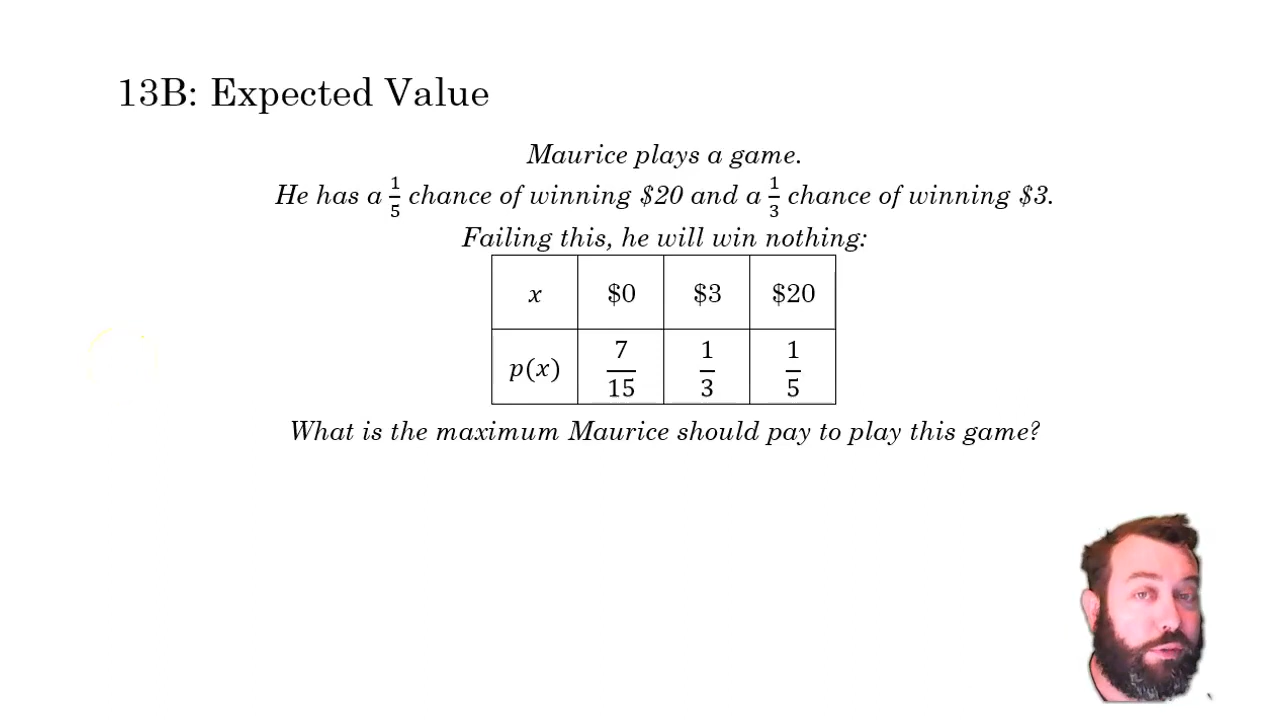 13B: Expected Value
Maurice plays a game.
He has a 1/5 chance of winning $20 and a 1/3 chance of winning $3.
Failing this, he will win nothing:
x $0 $3 $20
p(x) 7/15 1/3 1/5
What is the maximum Maurice should pay to play this game?